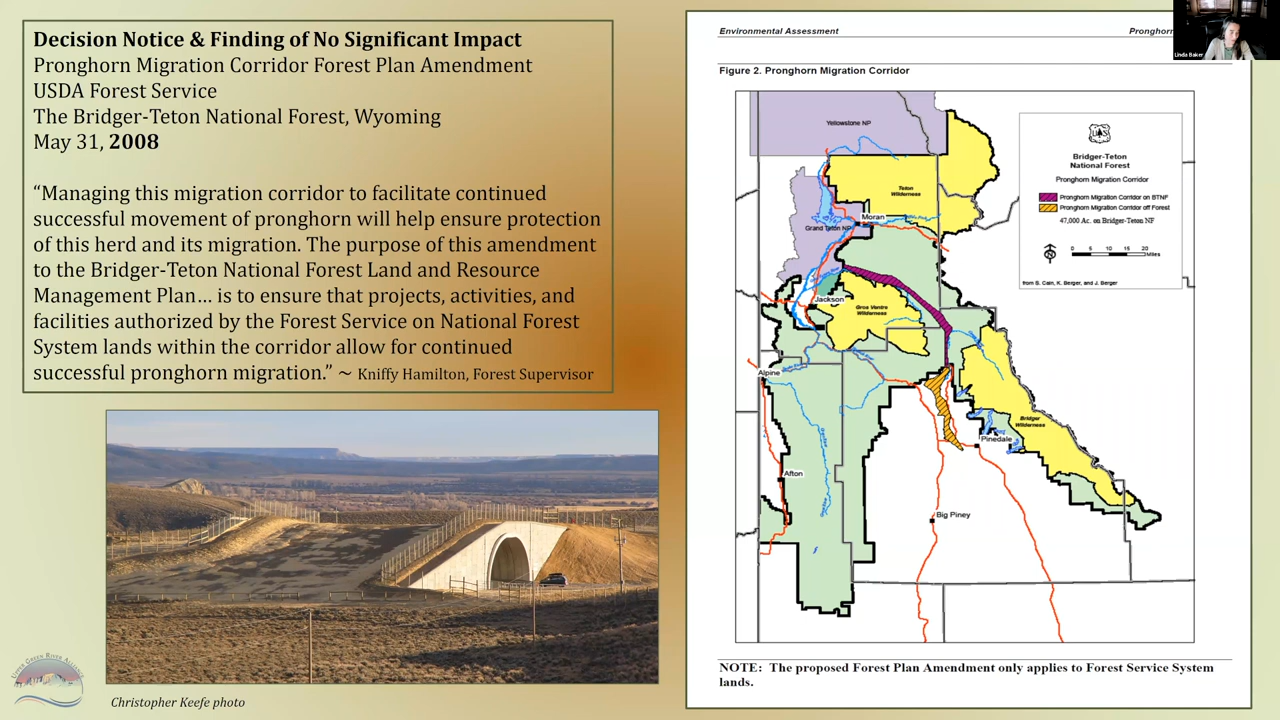 Decision Notice & Finding of No Significant Impact
Pronghorn Migration Corridor Forest Plan Amendment
USDA Forest Service
The Bridger-Teton National Forest, Wyoming
May 31, 2008
“Managing this migration corridor to facilitate continued
successful movement of pronghorn will help ensure protection
of this herd and its migration. The purpose of this amendment
to the Bridger-Teton National Forest Land and Resource
Management Plan… is to ensure that projects, activities, and
facilities authorized by the Forest Service on National Forest
System lands within the corridor allow for continued
successful pronghorn migration.” ~ Kniffy Hamilton, Forest Supervisor
UPPER GREEN RIVER ALLIANCE
Christopher Keefe photo
Environmental Assessment
Pronghorn
Linda Baker
Figure 2. Pronghorn Migration Corridor
Yellowstone NP
Teton
Wilderness
Moran
Grand Teton NP
Jackson
Gros Ventre
Wilderness
Alpine
Bridger
Wilderness
Pinedale
Afton
Big Piney
Bridger-Teton
National Forest
Pronghorn Migration Corridor
Pronghorn Migration Corridor on BTNF
Pronghorn Migration Corridor off Forest
47,000 Ac. on Bridger-Teton NF
0 5 10 15 20
Miles
from S. Cain, K. Berger, and J. Berger
NOTE: The proposed Forest Plan Amendment only applies to Forest Service System
lands.